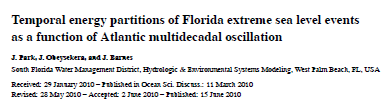 Temporal energy partitions of Florida extreme sea level events
as a function of Atlantic multidecadal oscillation
J. Park, J. Obeysekera, and J. Barnes
South Florida Water Management District, Hydrologic & Environmental Systems Modeling, West Palm Beach, FL, USA
Received: 29 January 2010 – Published in Ocean Sci. Discuss.: 11 March 2010
Revised: 28 May 2010 – Accepted: 2 June 2010 – Published: 15 June 2010